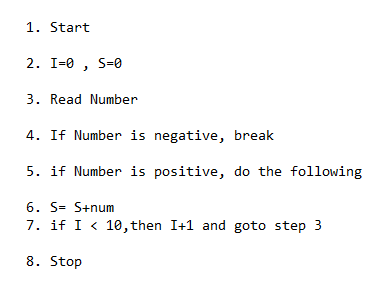 1. Start
2. I=0 , S=0
3. Read Number
4. If Number is negative, break
5. if Number is positive, do the following
6. S= S+num
7. if I < 10,then I+1 and goto step 3
8. Stop